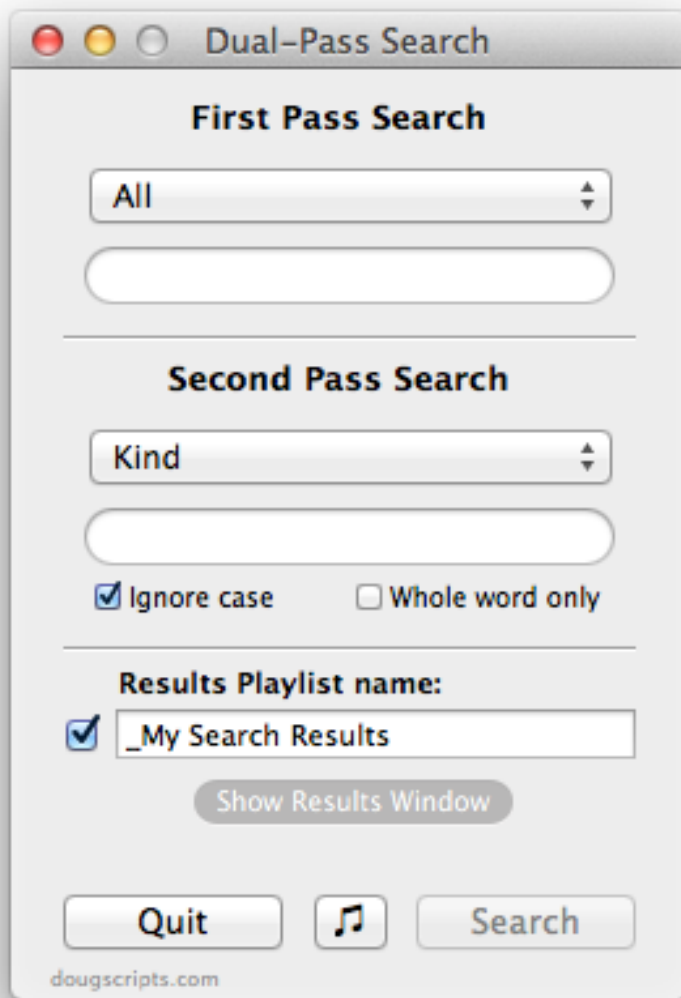 Dual-Pass Search
First Pass Search
All
Second Pass Search
Kind
Ignore case Whole word only
Results Playlist name:
_My Search Results
Show Results Window
Quit Search
dougscripts.com